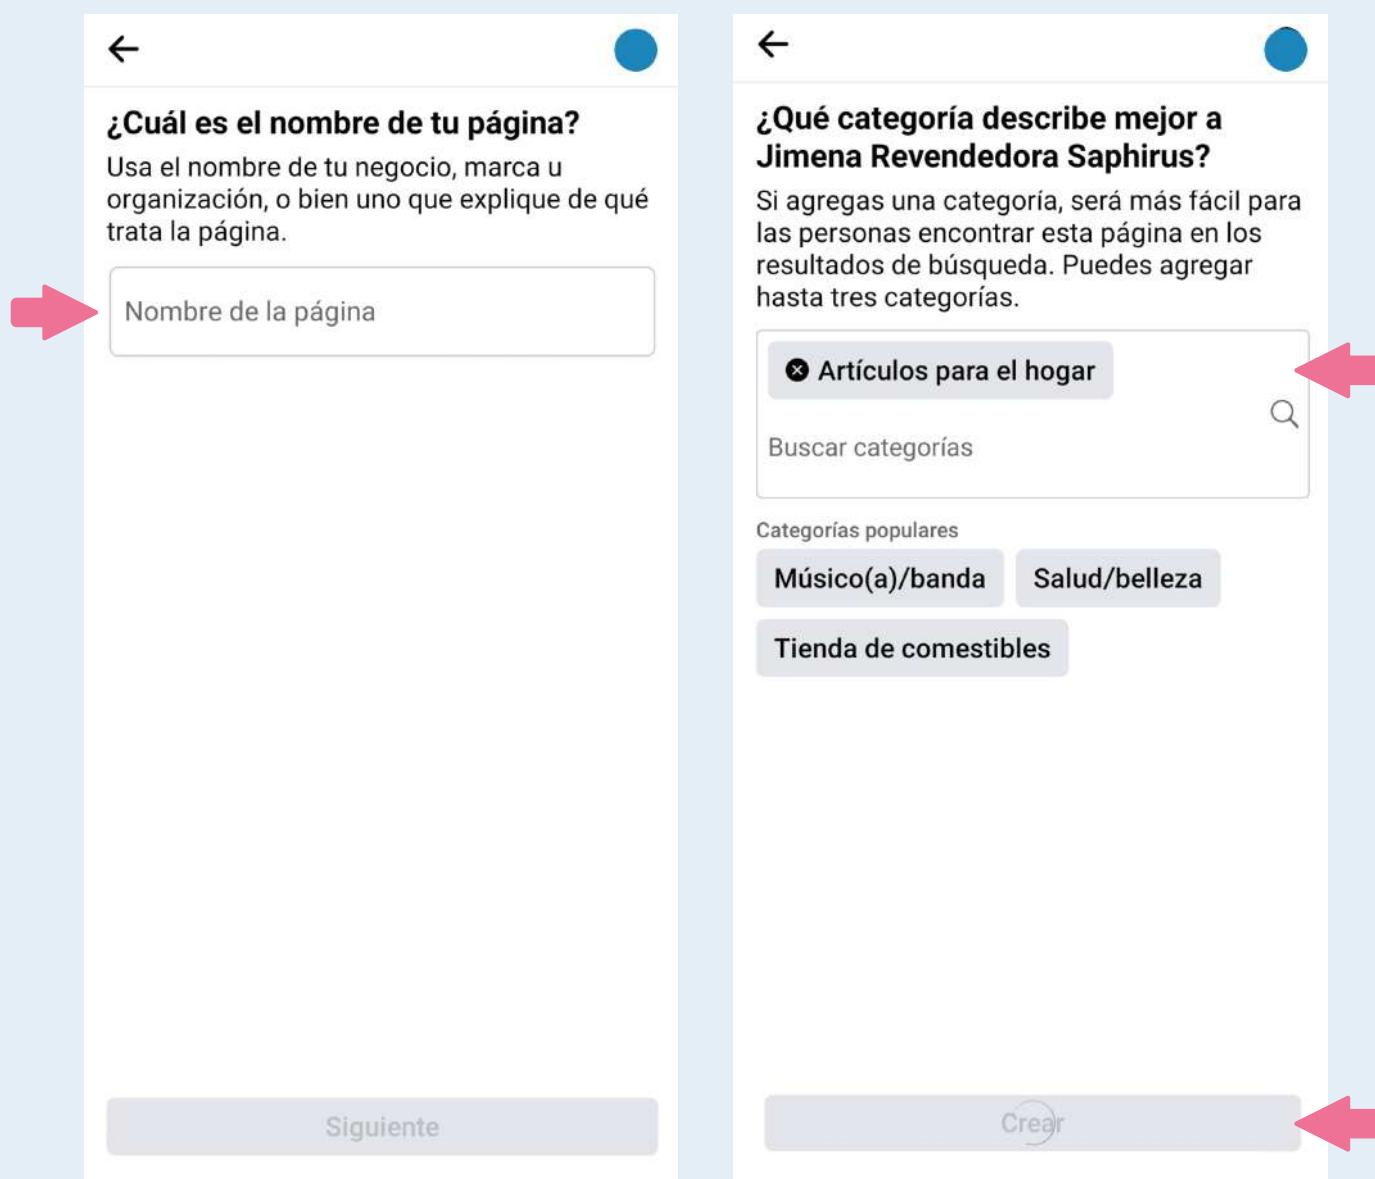 ¿Cuál es el nombre de tu página?
Usa el nombre de tu negocio, marca u
organización, o bien uno que explique de qué
trata la página.
Nombre de la página
Siguiente
¿Qué categoría describe mejor a
Jimena Revendedora Saphirus?
Si agregas una categoría, será más fácil para
las personas encontrar esta página en los
resultados de búsqueda. Puedes agregar
hasta tres categorías.
Artículos para el hogar
Buscar categorías
Categorías populares
Músico(a)/banda Salud/belleza
Tienda de comestibles
Crear